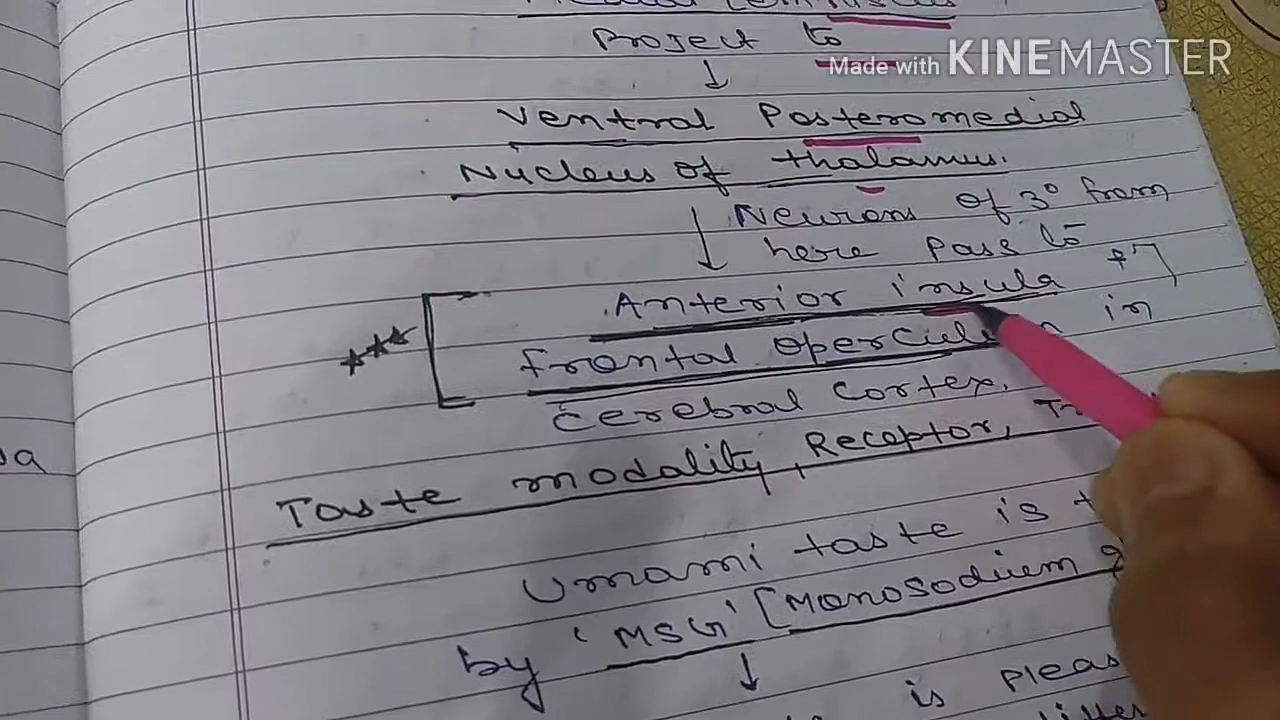 Project to
Made with KINEMASTER
↓
Ventral Posteromedial
Nucleus of thalamus.
↓ Neurons of 3° from
here pass to
Anterior insula &
Frontal operculum in
cerebral cortex.
Taste modality, Receptor,
Umami taste is
by 'MSG' [Monosodium
↓
is